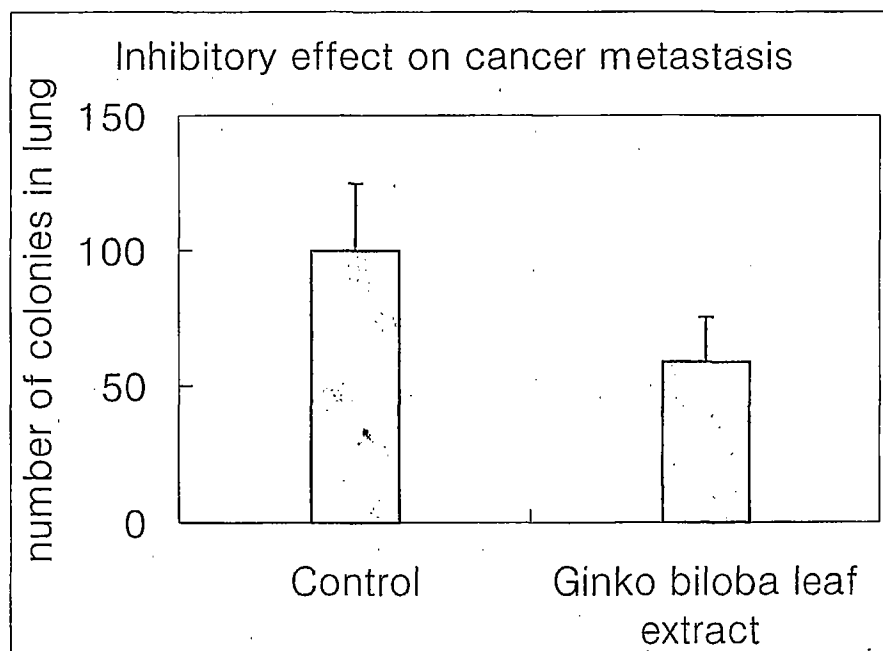 Inhibitory effect on cancer metastasis
number of colonies in lung
150
100
50
0
Control
Ginko biloba leaf
extract